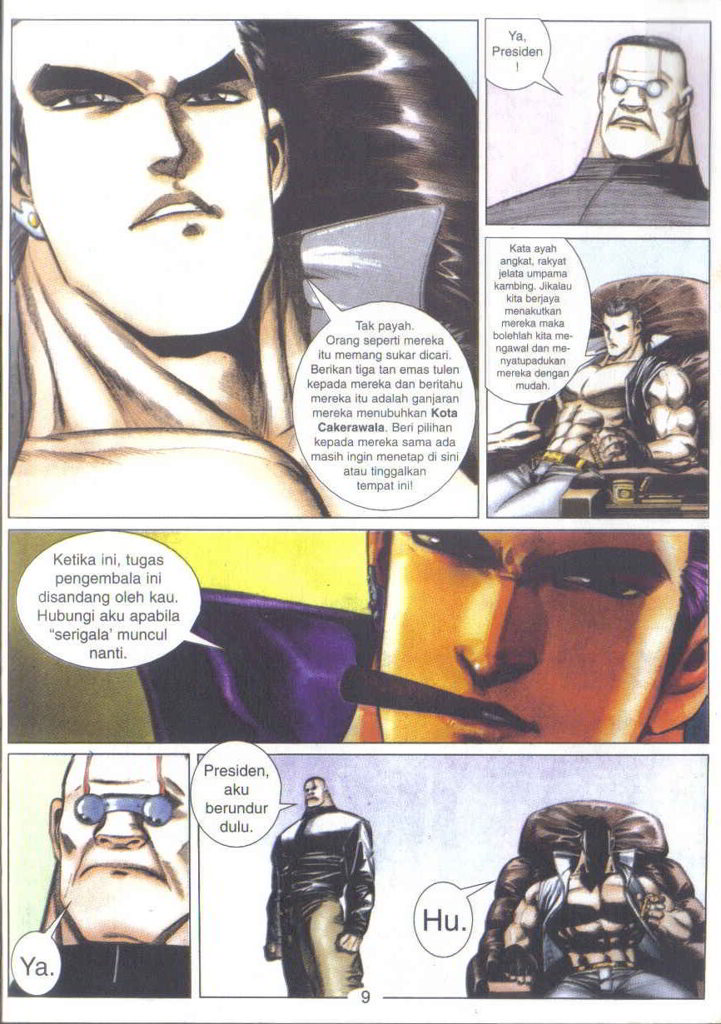 Ya,
Presiden
!
Tak payah.
Orang seperti mereka
itu memang sukar dicari.
Berikan tiga tan emas tulen
kepada mereka dan beritahu
mereka itu adalah ganjaran
mereka menubuhkan Kota
Cakerawala. Beri pilihan
kepada mereka sama ada
masih ingin menetap di sini
atau tinggalkan
tempat ini!
Kata ayah
angkat, rakyat
jelata umpama
kambing. Jikalau
kita berjaya
menakutkan
mereka maka
bolehlah kita me-
ngawal dan me-
nyatupadukan
mereka dengan
mudah.
Ketika ini, tugas
pengembala ini
disandang oleh kau.
Hubungi aku apabila
“serigala’ muncul
nanti.
Ya.
Presiden,
aku
berundur
dulu.
Hu.
9